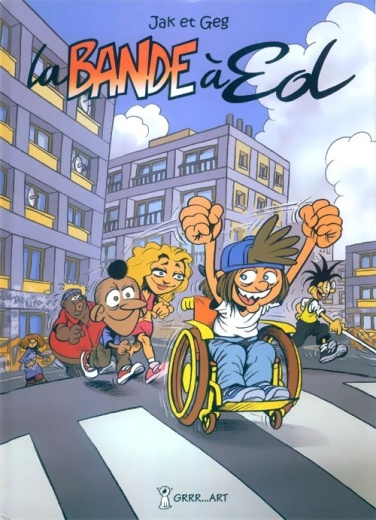 Jak et Geg
La BANDE à Ed
GRRR...ART